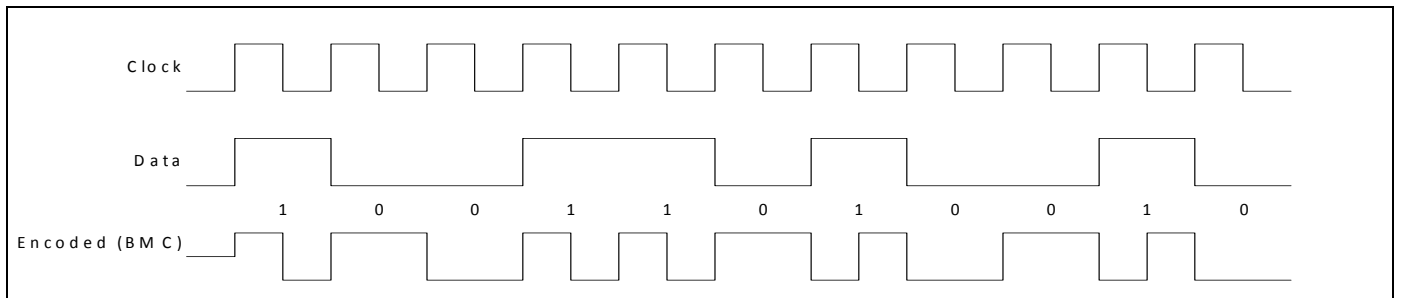 Clock
Data
1 0 0 1 1 0 1 0 0 1 0
Encoded (BMC)